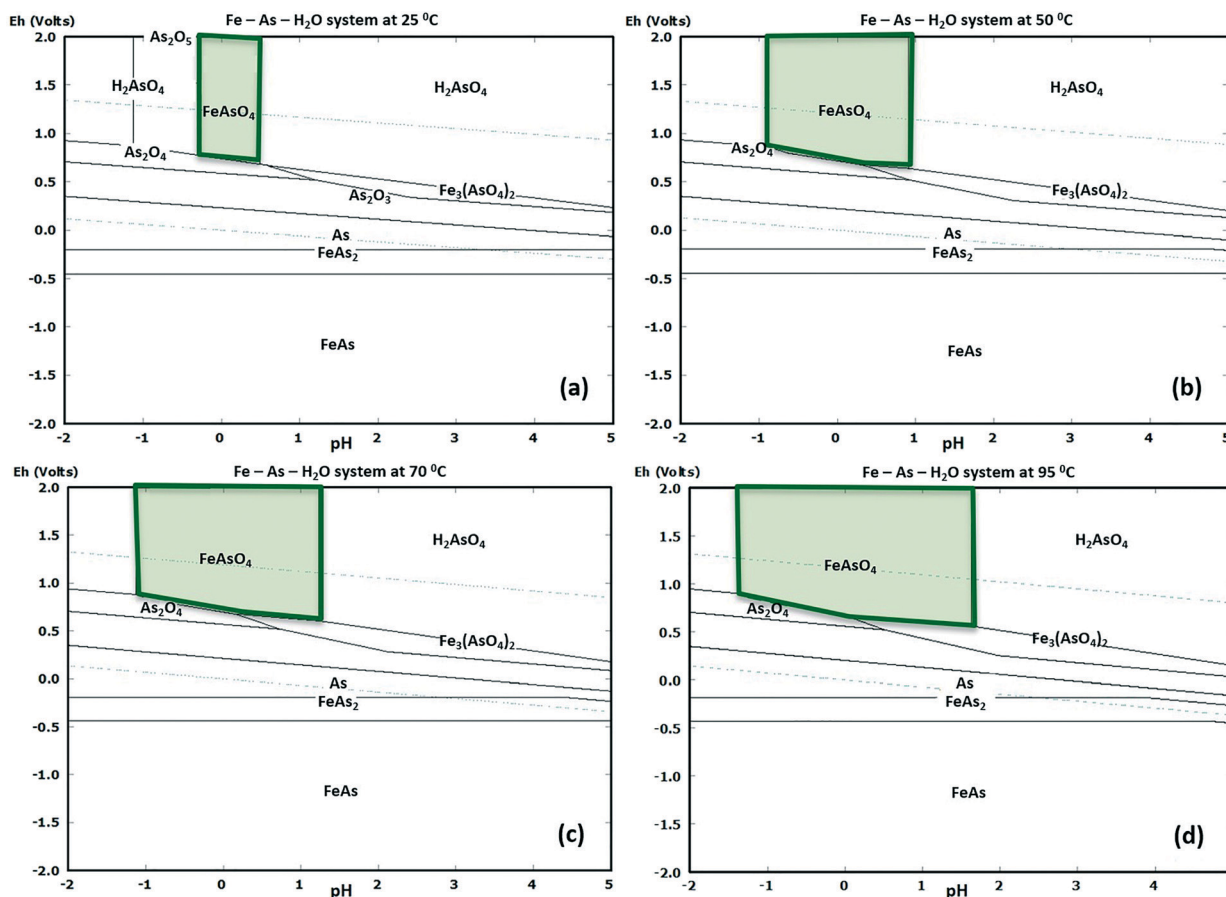 Eh (Volts) Fe – As – H₂O system at 25 ⁰C
2.0
1.5
1.0
0.5
0.0
-0.5
-1.0
-1.5
-2.0
As₂O₅
H₂AsO₄
H₂AsO₄
FeAsO₄
As₂O₄
As₂O₃
Fe₃(AsO₄)₂
As
FeAs₂
FeAs
(a)
-2 -1 0 1 2 3 4 5
pH
Eh (Volts) Fe – As – H₂O system at 50 ⁰C
2.0
1.5
1.0
0.5
0.0
-0.5
-1.0
-1.5
-2.0
H₂AsO₄
FeAsO₄
As₂O₄
Fe₃(AsO₄)₂
As
FeAs₂
FeAs
(b)
-2 -1 0 1 2 3 4 5
pH
Eh (Volts) Fe – As – H₂O system at 70 ⁰C
2.0
1.5
1.0
0.5
0.0
-0.5
-1.0
-1.5
-2.0
H₂AsO₄
FeAsO₄
As₂O₄
Fe₃(AsO₄)₂
As
FeAs₂
FeAs
(c)
-2 -1 0 1 2 3 4 5
pH
Eh (Volts) Fe – As – H₂O system at 95 ⁰C
2.0
1.5
1.0
0.5
0.0
-0.5
-1.0
-1.5
-2.0
H₂AsO₄
FeAsO₄
As₂O₄
Fe₃(AsO₄)₂
As
FeAs₂
FeAs
(d)
-2 -1 0 1 2 3 4 5
pH